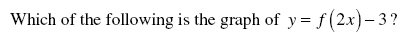 Which of the following is the graph of y = f(2x) – 3 ?